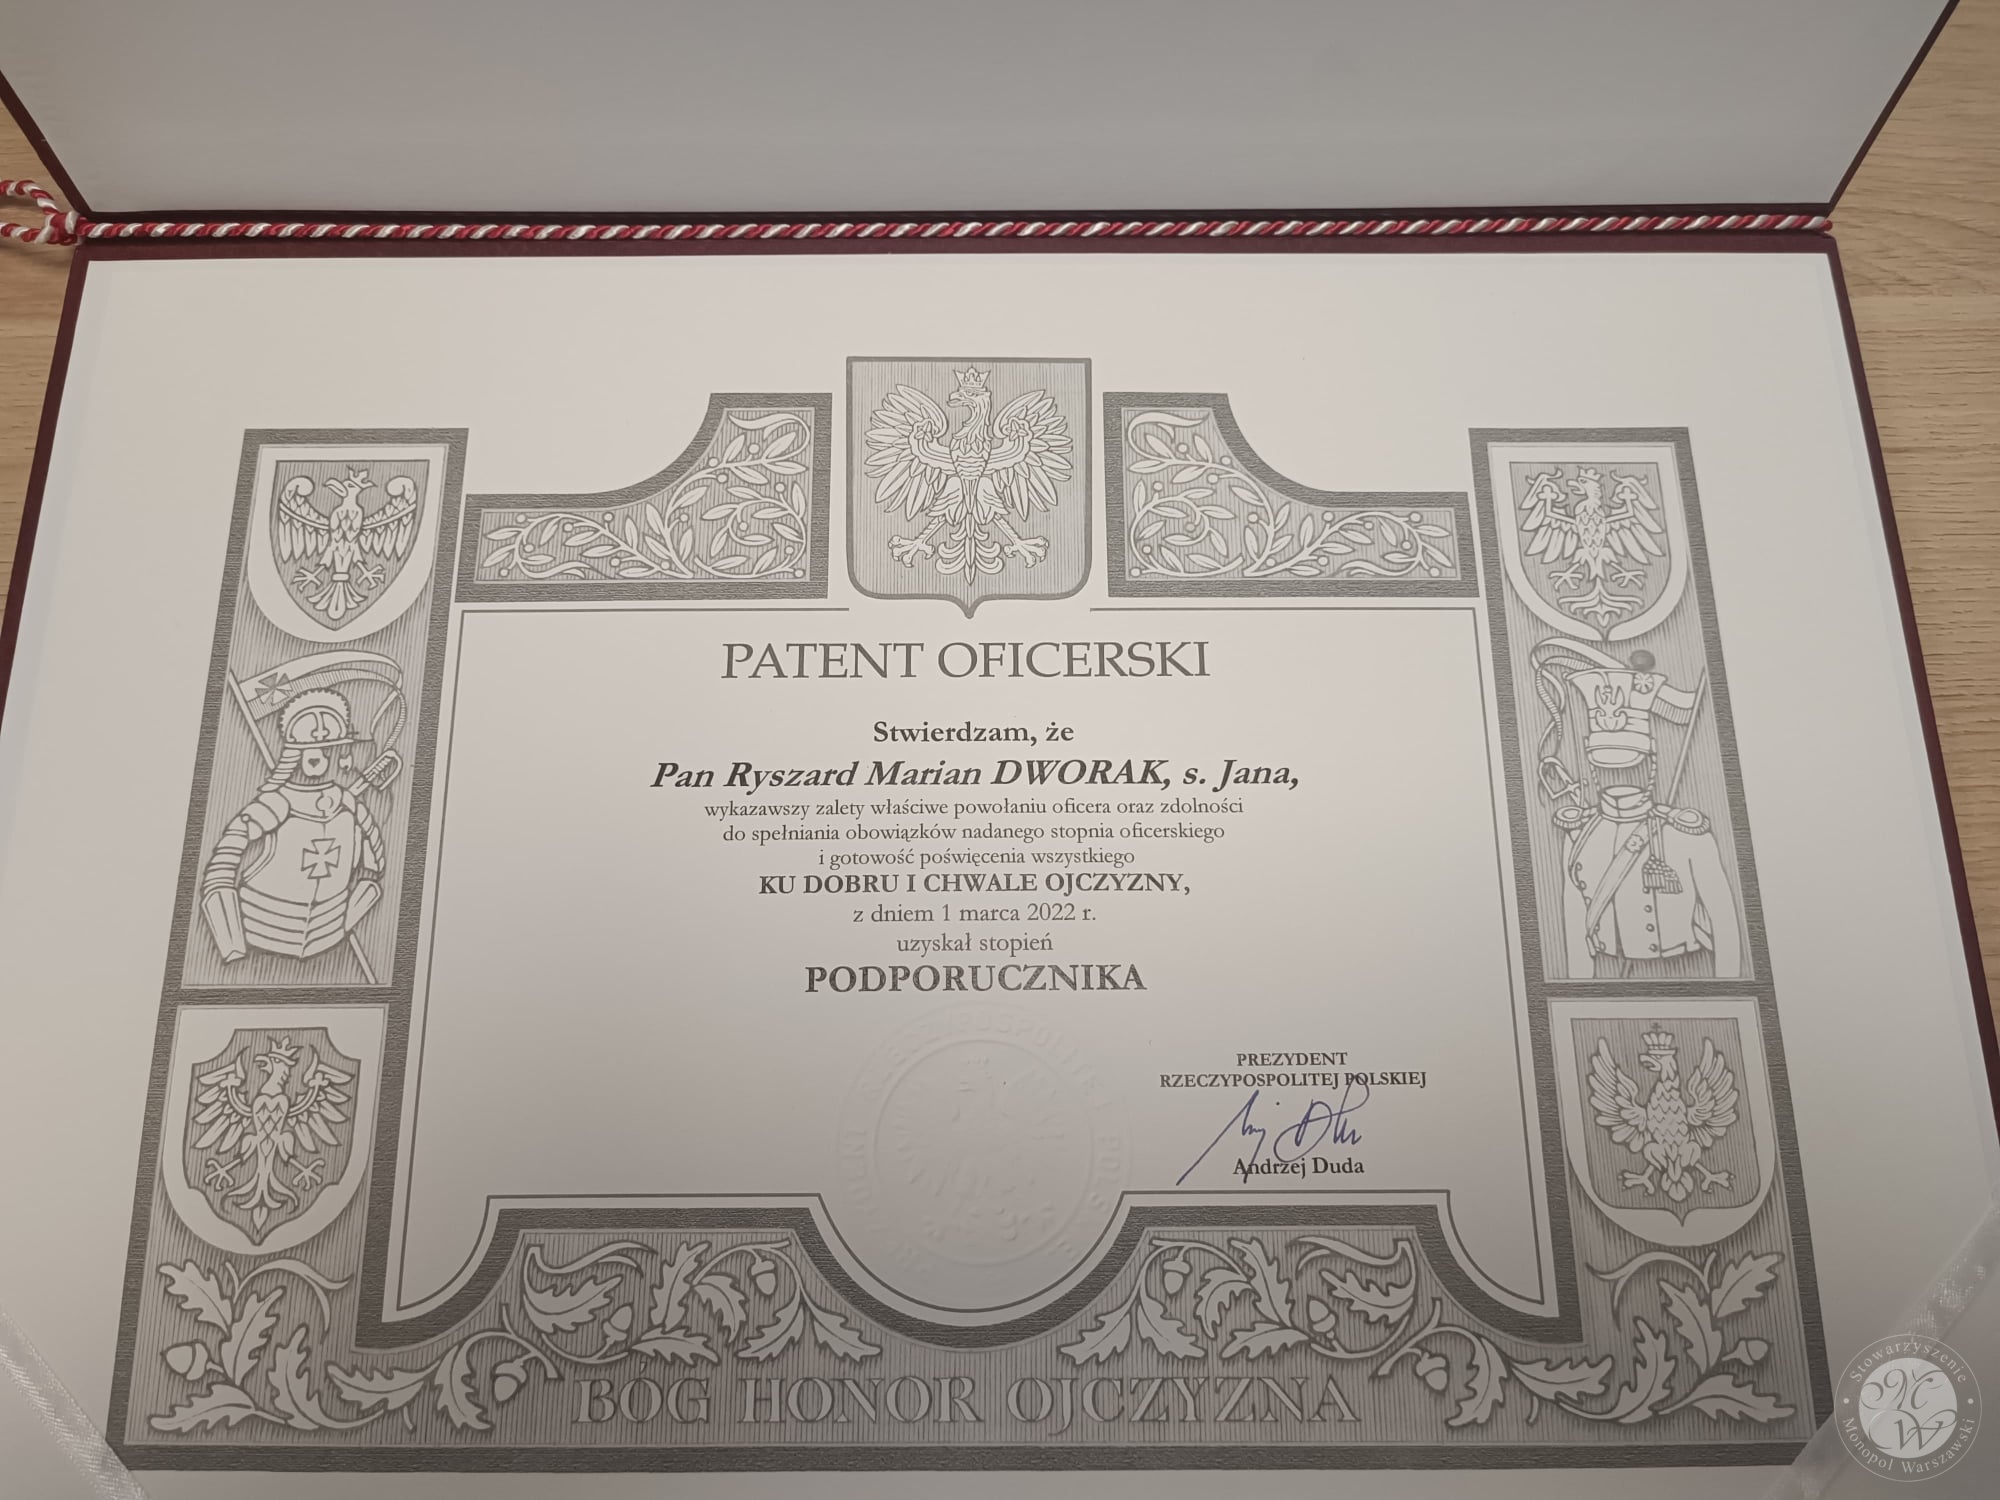 PATENT OFICERSKI
Stwierdzam, że
Pan Ryszard Marian DWORAK, s. Jana,
wykazawszy zalety właściwe powołaniu oficera oraz zdolności
do spełniania obowiązków nadanego stopnia oficerskiego
i gotowość poświęcenia wszystkiego
KU DOBRU I CHWALE OJCZYZNY,
z dniem 1 marca 2022 r.
uzyskał stopień
PODPORUCZNIKA
PREZYDENT
RZECZYPOSPOLITEJ POLSKIEJ
Andrzej Duda
BÓG HONOR OJCZYZNA
Stowarzyszenie
MW
Monopol Warszawski